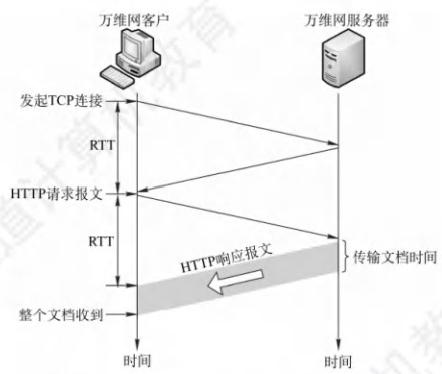 万维网客户
万维网服务器
发起TCP连接
RTT
HTTP请求报文
RTT
HTTP响应报文
传输文档时间
整个文档收到
时间
时间